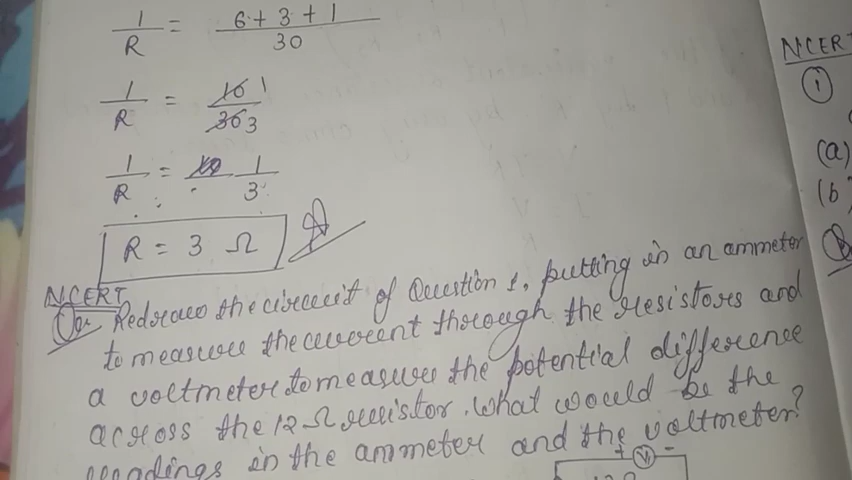 1/R = 6+3+1/30
1/R = 10 1/30 3
1/R = 1/3
R = 3 Ω
NCERT
Redraw the circuit of Question 1, putting in an ammeter
to measure the current through the resistors and
a voltmeter to measure the potential difference
across the 12 Ω resistor. What would be the
readings in the ammeter and the voltmeter?
+ V -
NCERT
①
(a)
(b)